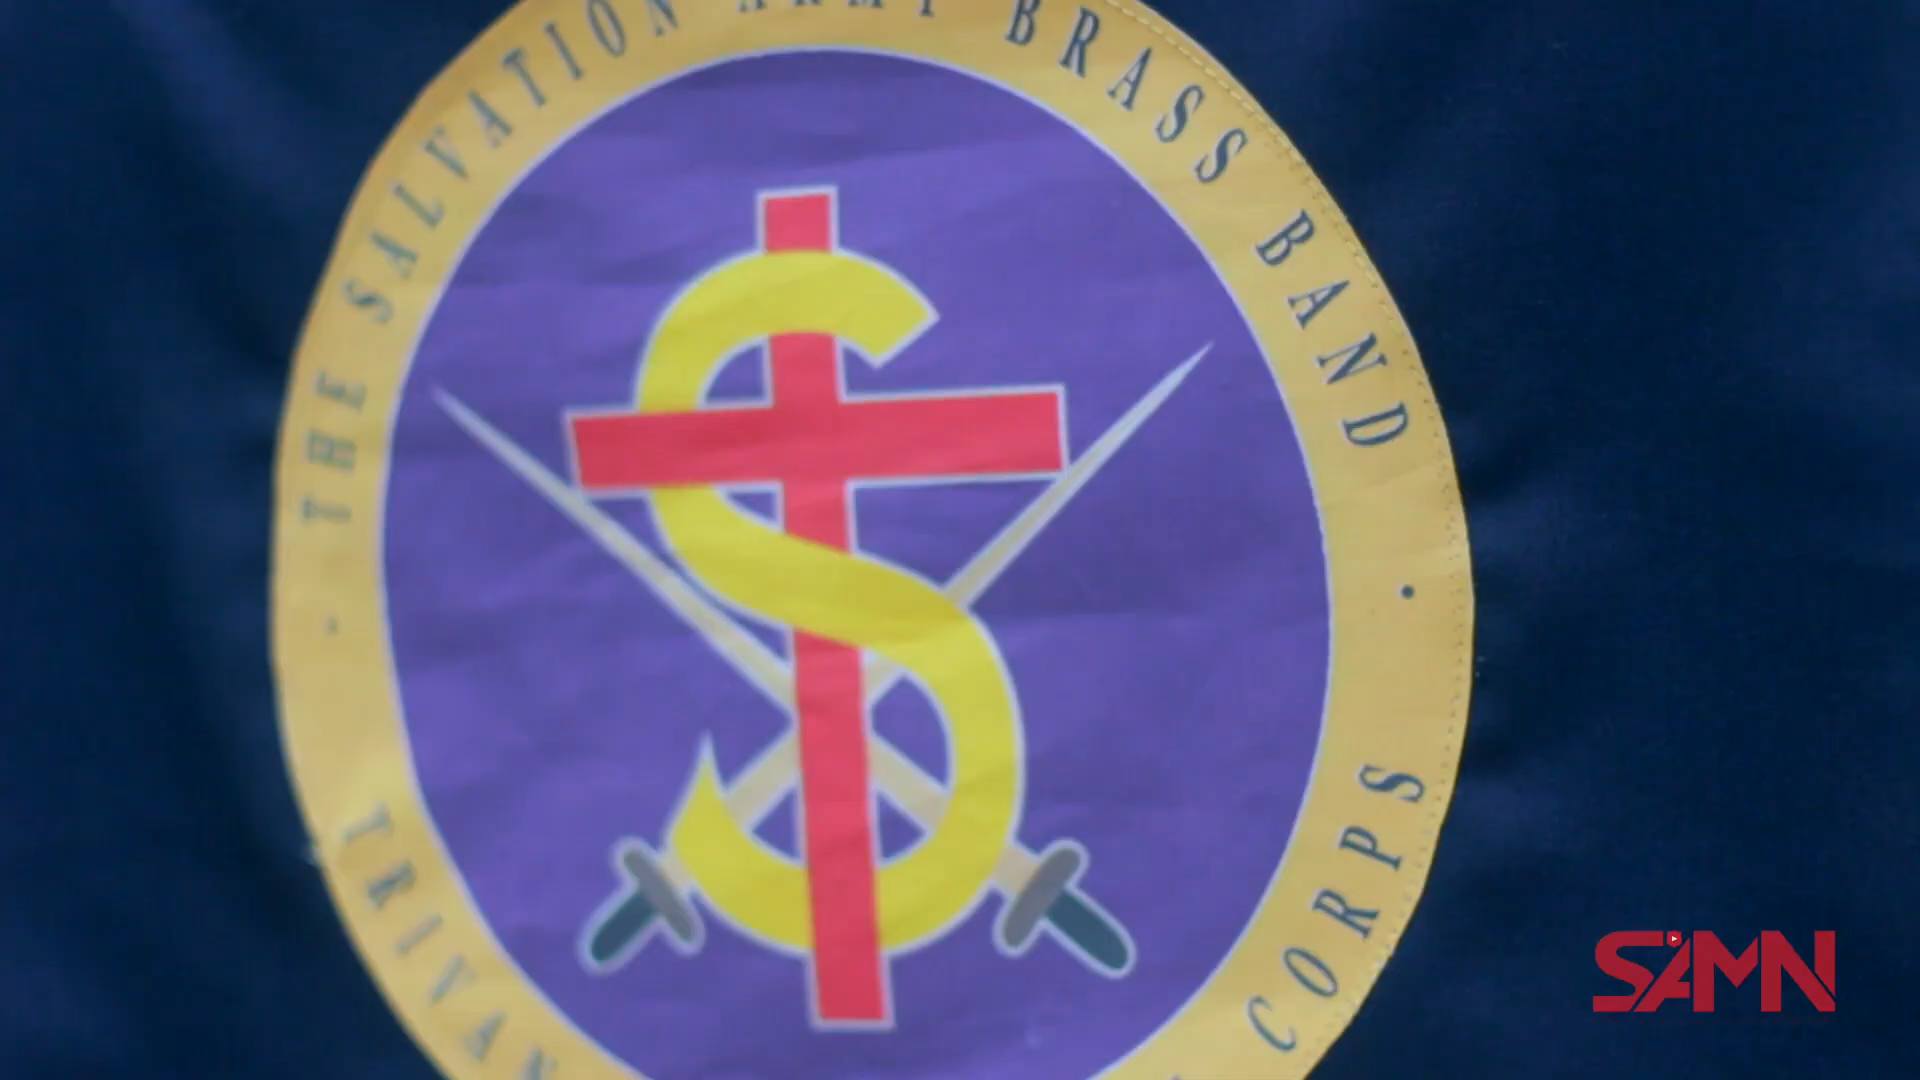 · THE SALVATION ARMY BRASS BAND ·
CORPS
SAMN